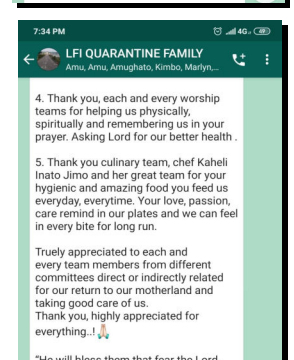 7:34 PM
4G
LFI QUARANTINE FAMILY
Amu, Amu, Amughato, Kimbo, Marlyn,...
4. Thank you, each and every worship
teams for helping us physically,
spiritually and remembering us in your
prayer. Asking Lord for our better health .
5. Thank you culinary team, chef Kaheli
Inato Jimo and her great team for your
hygienic and amazing food you feed us
everyday, everytime. Your love, passion,
care remind in our plates and we can feel
in every bite for long run.
Truely appreciated to each and
every team members from different
committees direct or indirectly related
for our return to our motherland and
taking good care of us.
Thank you, highly appreciated for
everything..! 🙏
"He will bless them that fear the Lord